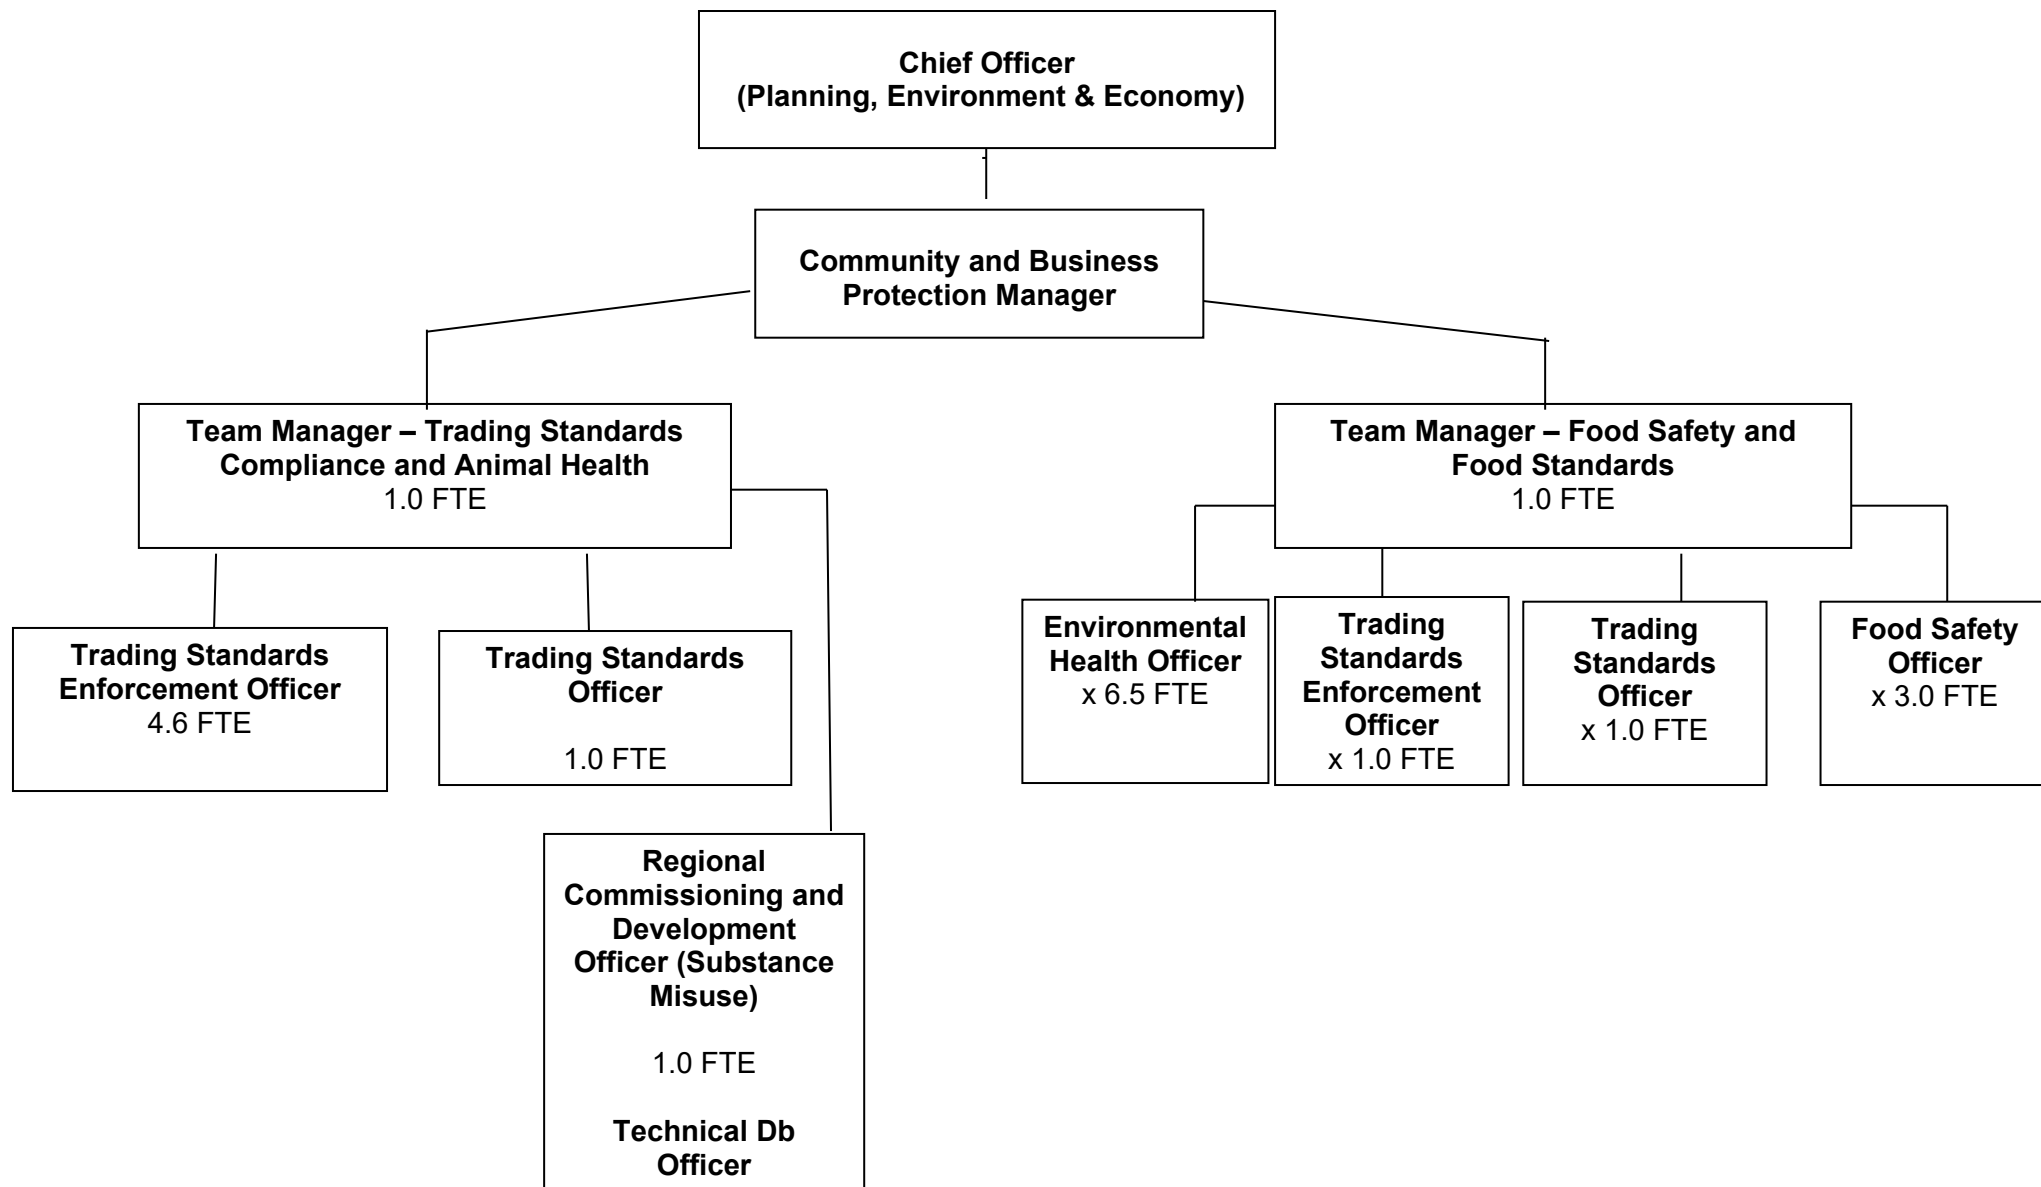 Chief Officer
(Planning, Environment & Economy)
Community and Business
Protection Manager
Team Manager – Trading Standards
Compliance and Animal Health
1.0 FTE
Team Manager – Food Safety and
Food Standards
1.0 FTE
Trading Standards
Enforcement Officer
4.6 FTE
Trading Standards
Officer
1.0 FTE
Regional
Commissioning and
Development
Officer (Substance
Misuse)
1.0 FTE
Technical Db
Officer
Environmental
Health Officer
x 6.5 FTE
Trading
Standards
Enforcement
Officer
x 1.0 FTE
Trading
Standards
Officer
x 1.0 FTE
Food Safety
Officer
x 3.0 FTE